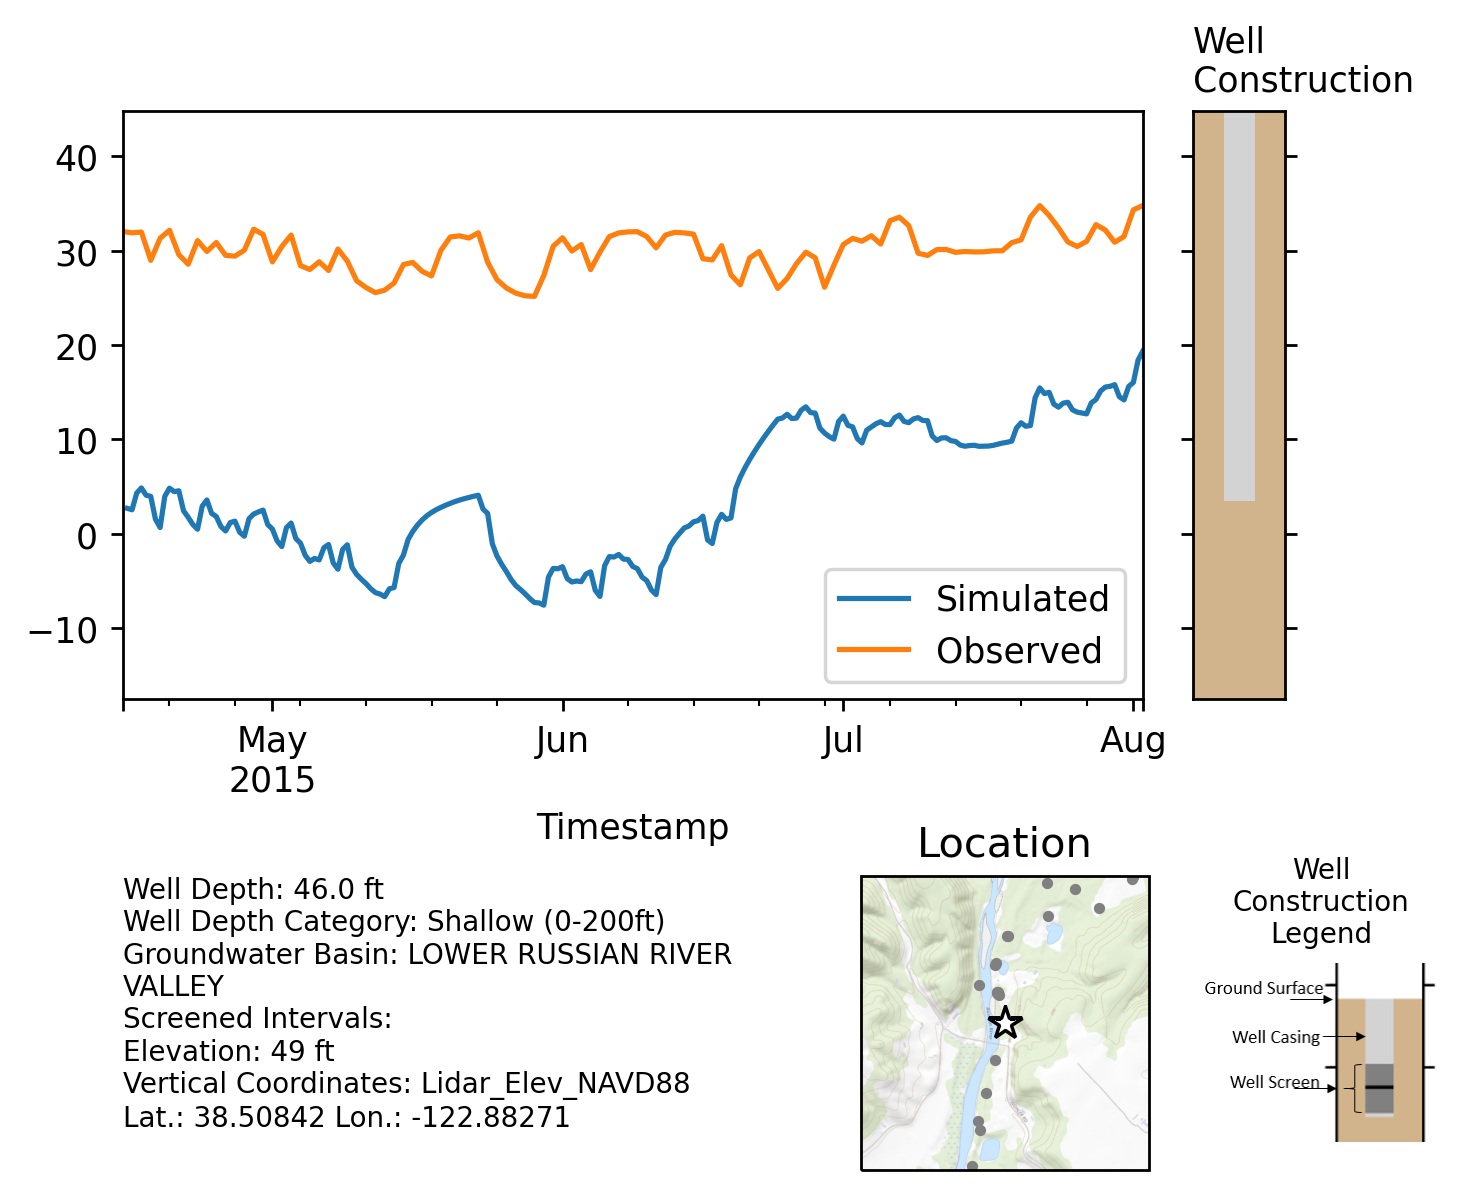 Well
Construction
40
30
20
10
0
−10
Simulated
Observed
May
2015
Jun
Jul
Aug
Timestamp
Well Depth: 46.0 ft
Well Depth Category: Shallow (0-200ft)
Groundwater Basin: LOWER RUSSIAN RIVER
VALLEY
Screened Intervals:
Elevation: 49 ft
Vertical Coordinates: Lidar_Elev_NAVD88
Lat.: 38.50842 Lon.: -122.88271
Location
Well
Construction
Legend
Ground Surface
Well Casing
Well Screen